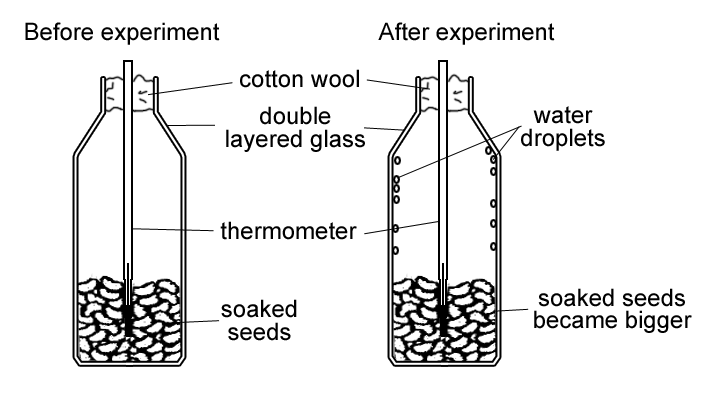 Before experiment
After experiment
cotton wool
double
layered glass
water
droplets
thermometer
soaked
seeds
soaked seeds
became bigger